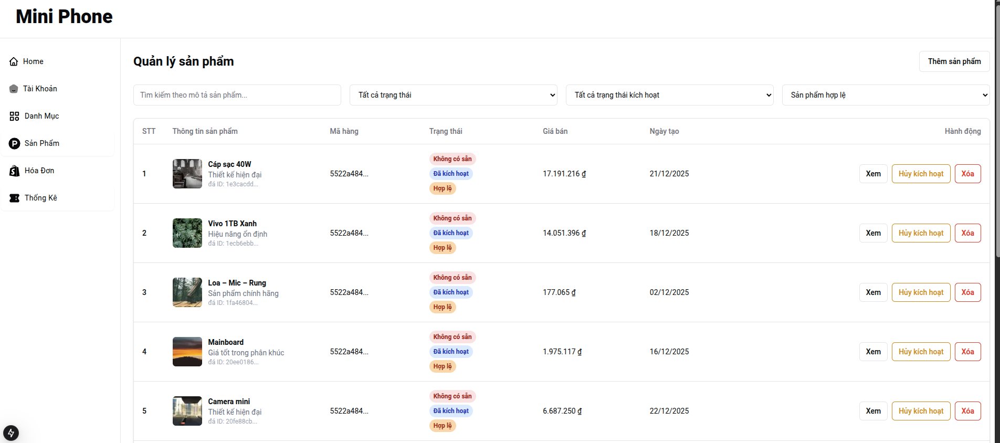 Mini Phone
Home
Tài Khoản
Danh Mục
Sản Phẩm
Hóa Đơn
Thống Kê
Quản lý sản phẩm
Thêm sản phẩm
Tìm kiếm theo mô tả sản phẩm...
Tất cả trạng thái
Tất cả trạng thái kích hoạt
Sản phẩm hợp lệ
STT Thông tin sản phẩm Mã hàng Trạng thái Giá bán Ngày tạo Hành động
1
Cáp sạc 40W
Thiết kế hiện đại
đá ID: 1e3cacdd...
5522a484...
Không có sẵn
Đã kích hoạt
Hợp lệ
17.191.216 ₫
21/12/2025
Xem Hủy kích hoạt Xóa
2
Vivo 1TB Xanh
Hiệu năng ổn định
đá ID: 1ecb6ebb...
5522a484...
Không có sẵn
Đã kích hoạt
Hợp lệ
14.051.396 ₫
18/12/2025
Xem Hủy kích hoạt Xóa
3
Loa – Mic – Rung
Sản phẩm chính hãng
đá ID: 1fa46804...
5522a484...
Không có sẵn
Đã kích hoạt
Hợp lệ
177.065 ₫
02/12/2025
Xem Hủy kích hoạt Xóa
4
Mainboard
Giá tốt trong phân khúc
đá ID: 20ee0186...
5522a484...
Không có sẵn
Đã kích hoạt
Hợp lệ
1.975.117 ₫
16/12/2025
Xem Hủy kích hoạt Xóa
5
Camera mini
Thiết kế hiện đại
đá ID: 20fe88cb...
5522a484...
Không có sẵn
Đã kích hoạt
Hợp lệ
6.687.250 ₫
22/12/2025
Xem Hủy kích hoạt Xóa